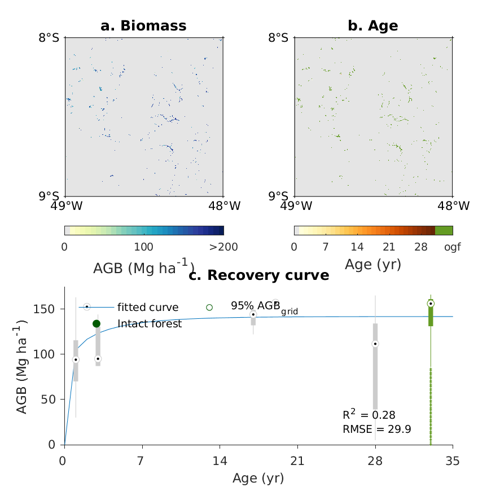 a. Biomass
b. Age
8°S
8°S
9°S
9°S
49°W
48°W
49°W
48°W
0
100
>200
0
7
14
21
28
ogf
AGB (Mg ha⁻¹)
Age (yr)
c. Recovery curve
fitted curve
95% AGB_grid
Intact forest
150
100
50
0
AGB (Mg ha⁻¹)
R² = 0.28
RMSE = 29.9
0
7
14
21
28
35
Age (yr)